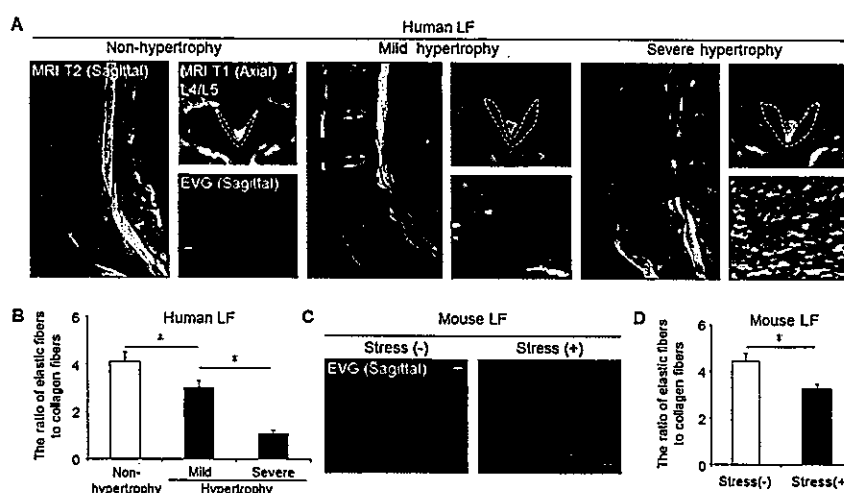 A
Human LF
Non-hypertrophy Mild hypertrophy Severe hypertrophy
MRI T2 (Sagittal) MRI T1 (Axial)
L4/L5
EVG (Sagittal)
B
Human LF
The ratio of elastic fibers
to collagen fibers
6
4
2
0
*
*
Non-
hypertrophy
Mild Severe
Hypertrophy
C
Mouse LF
Stress (-) Stress (+)
EVG (Sagittal)
D
Mouse LF
The ratio of elastic fibers
to collagen fibers
6
4
2
0
*
Stress(-) Stress(+